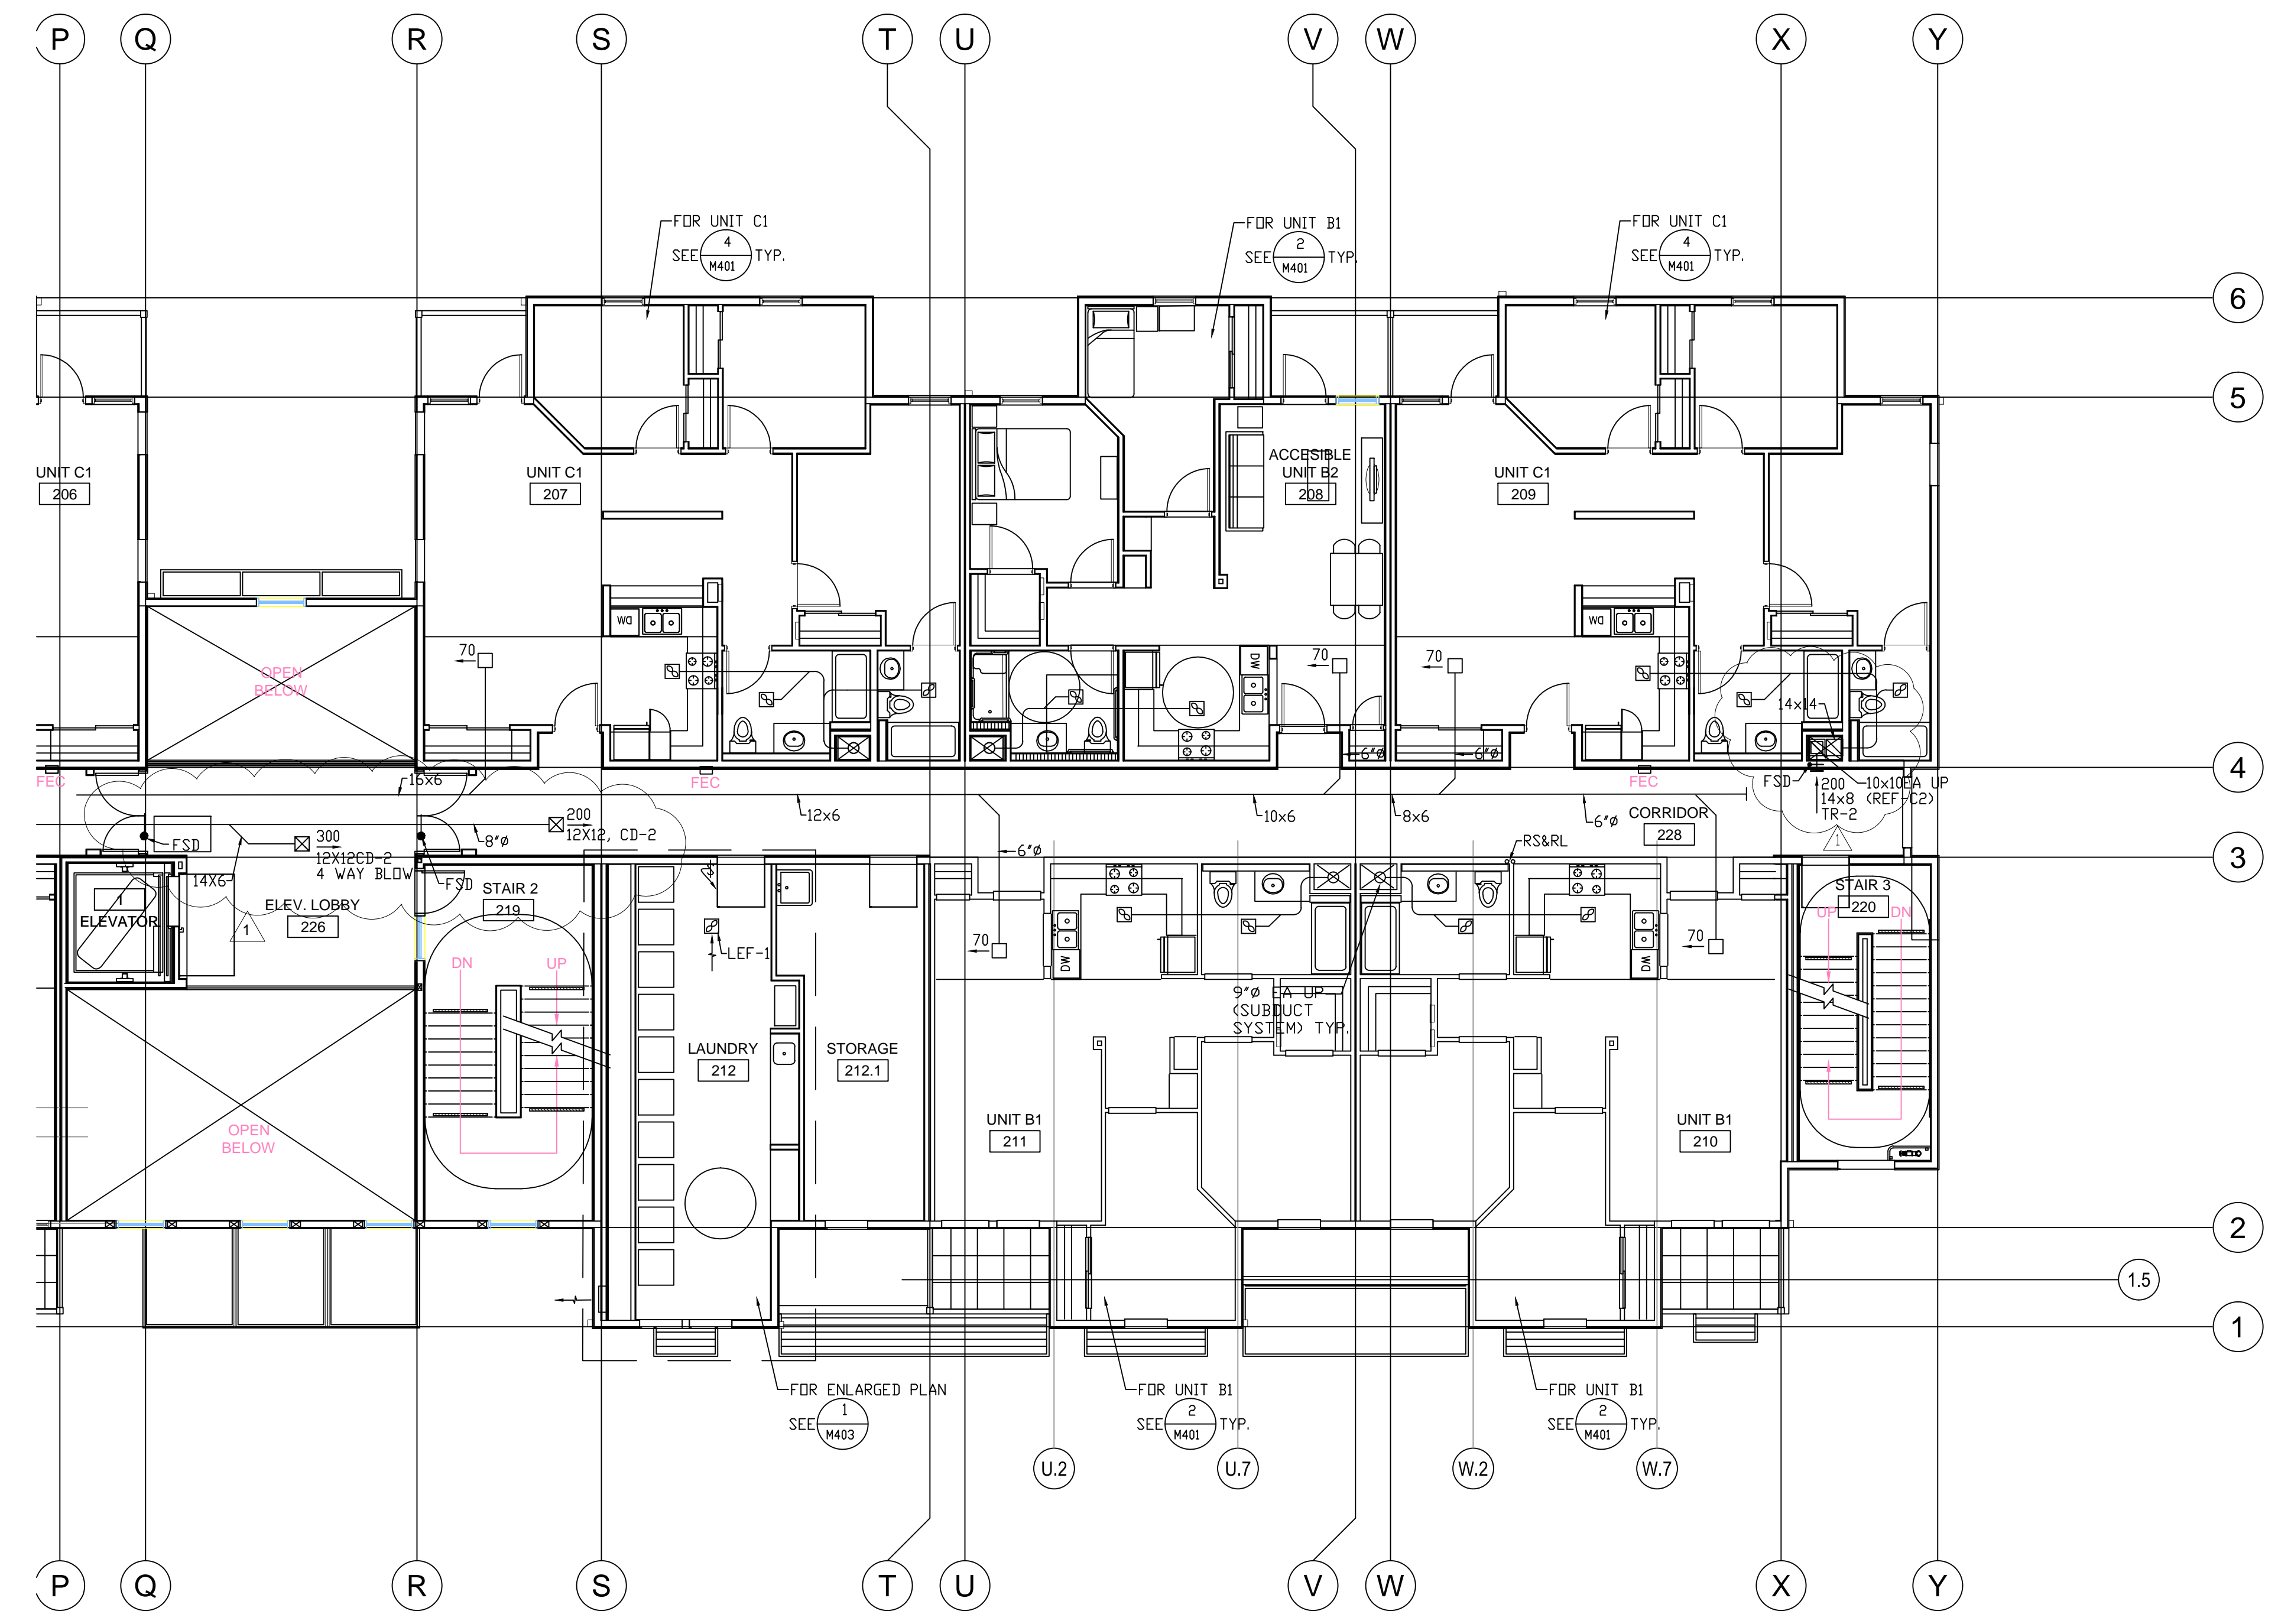 P
Q
R
S
T
U
V
W
X
Y
FOR UNIT C1
SEE
4
M401
TYP.
FOR UNIT B1
SEE
2
M401
TYP.
FOR UNIT C1
SEE
4
M401
TYP.
6
5
UNIT C1
206
UNIT C1
207
ACCESIBLE
UNIT B2
208
UNIT C1
209
DW
DW
OPEN
BELOW
70
70
70
DW
14x14
FEC
FEC
FEC
6"ø
6"ø
4
16x6
12x6
10x6
8x6
6"ø
FSD
200
14x8
TR-2
10x10EA UP
(REF-C2)
CORRIDOR
228
1
200
12X12, CD-2
8"ø
300
12X12CD-2
4 WAY BLOW
FSD
FSD
14X6
6"ø
RS&RL
3
1
ELEVATOR
ELEV. LOBBY
226
1
STAIR 2
219
STAIR 3
220
UP
DN
DN
UP
LEF-1
70
70
DW
DW
9"ø EA UP
(SUBDUCT
SYSTEM) TYP.
LAUNDRY
212
STORAGE
212.1
OPEN
BELOW
UNIT B1
211
UNIT B1
210
2
1.5
1
FOR ENLARGED PLAN
SEE
1
M403
FOR UNIT B1
SEE
2
M401
TYP.
FOR UNIT B1
SEE
2
M401
TYP.
U.2
U.7
W.2
W.7
P
Q
R
S
T
U
V
W
X
Y